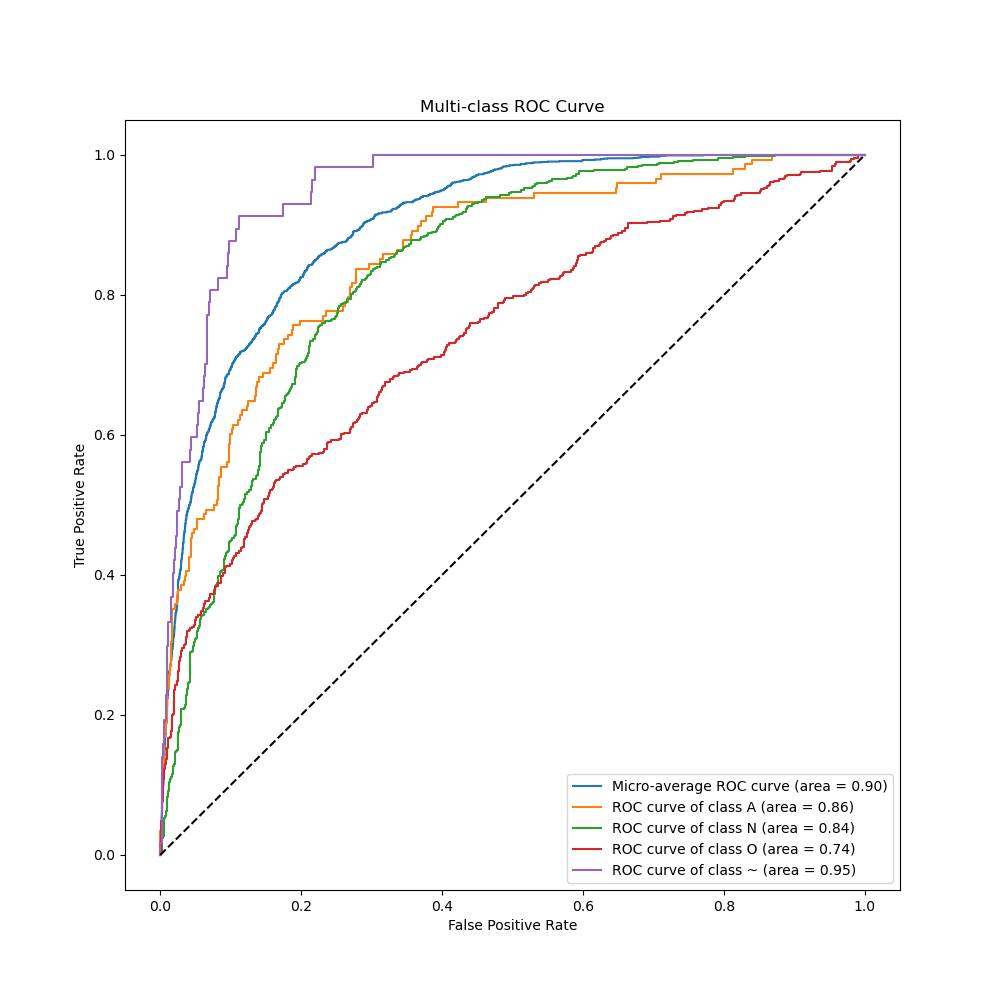 Multi-class ROC Curve
True Positive Rate
1.0
0.8
0.6
0.4
0.2
0.0
Micro-average ROC curve (area = 0.90)
ROC curve of class A (area = 0.86)
ROC curve of class N (area = 0.84)
ROC curve of class O (area = 0.74)
ROC curve of class ~ (area = 0.95)
0.0 0.2 0.4 0.6 0.8 1.0
False Positive Rate